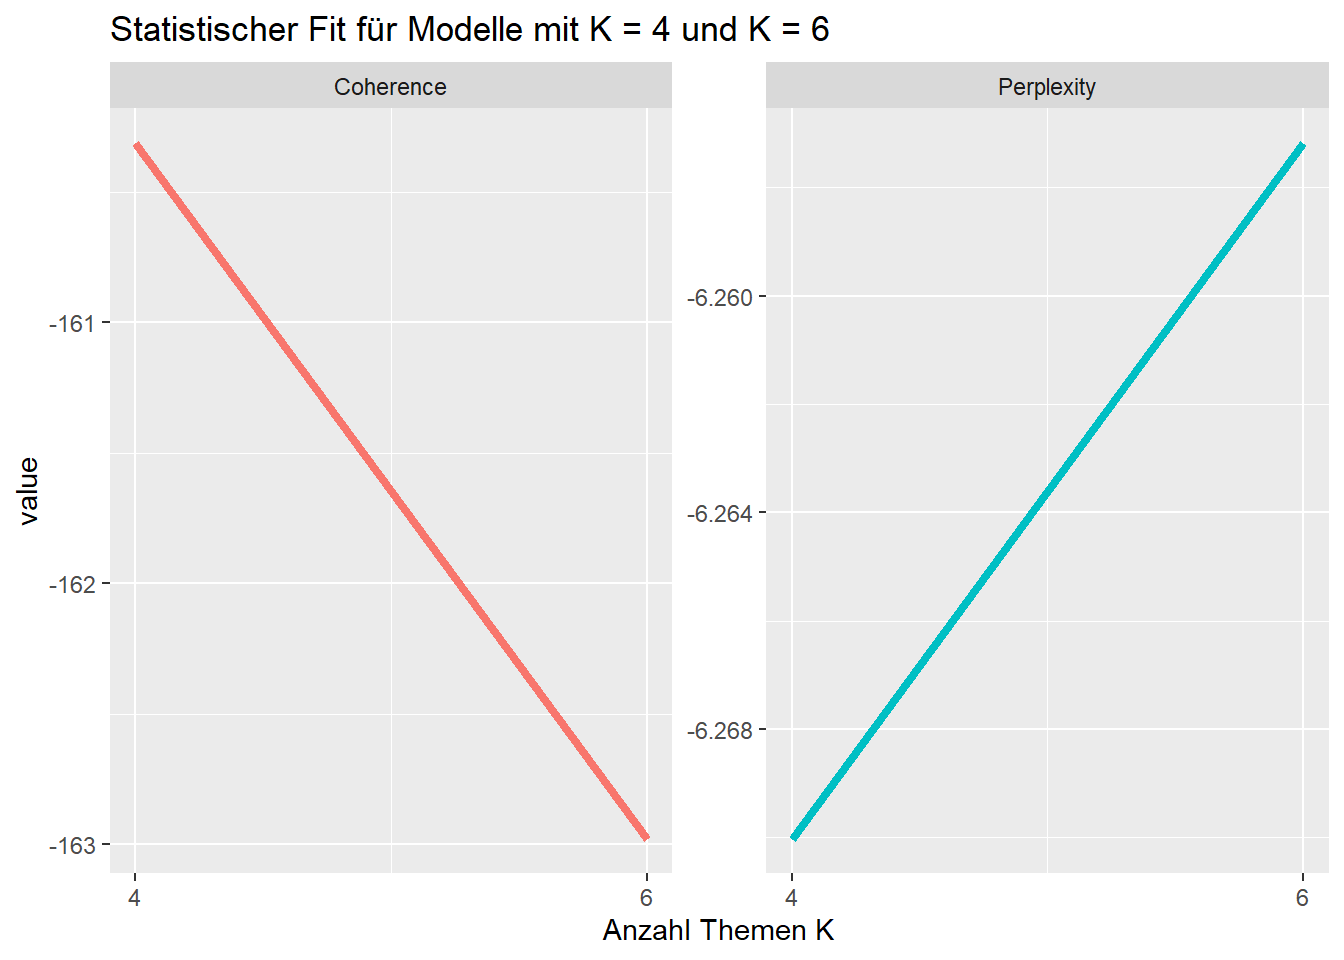 Statistischer Fit für Modelle mit K = 4 und K = 6
Coherence
Perplexity
value
-161
-162
-163
-6.260
-6.264
-6.268
4
6
4
6
Anzahl Themen K